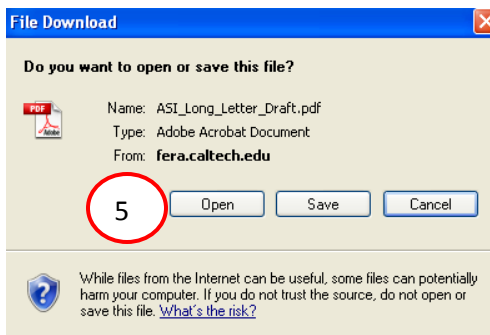 File Download
Do you want to open or save this file?
PDF
Adobe
Name: ASI_Long_Letter_Draft.pdf
Type: Adobe Acrobat Document
From: fera.caltech.edu
5
Open Save Cancel
While files from the Internet can be useful, some files can potentially
harm your computer. If you do not trust the source, do not open or
save this file. What's the risk?